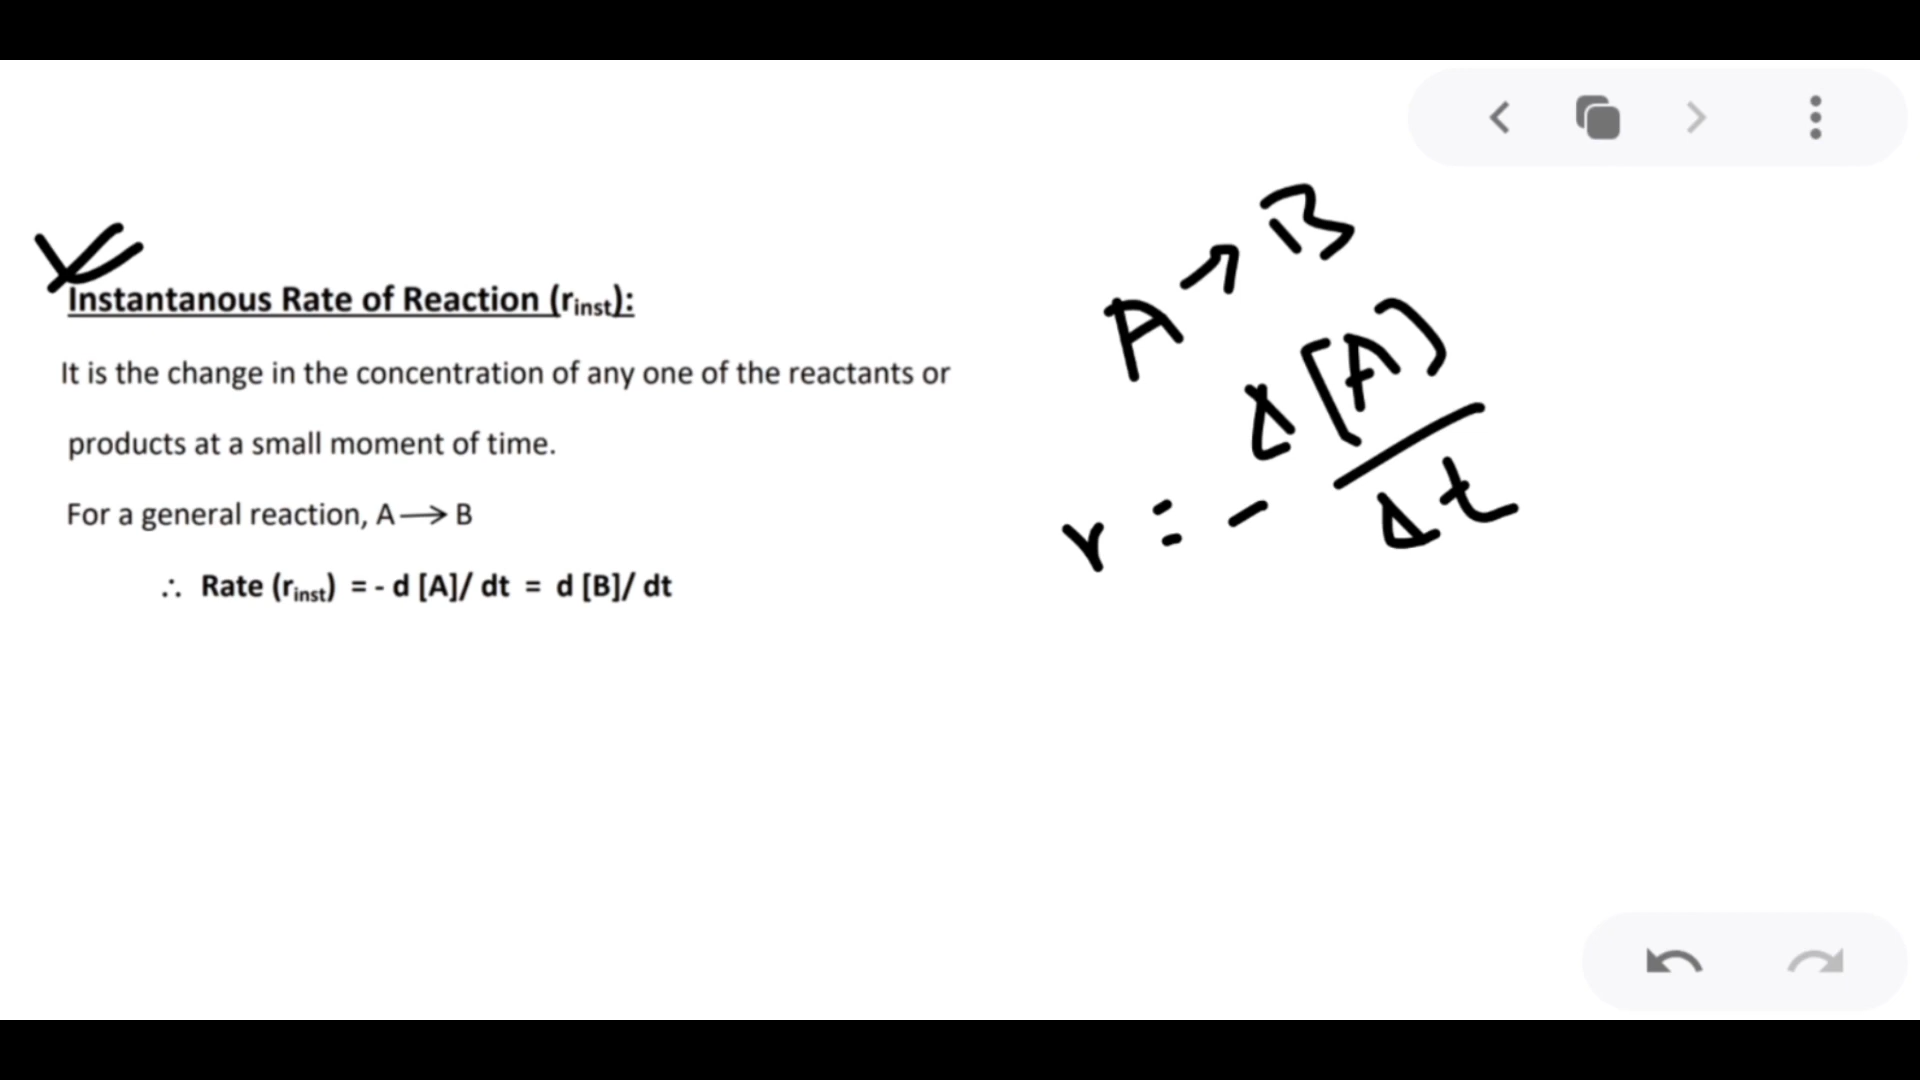 Instantanous Rate of Reaction (rinst):
It is the change in the concentration of any one of the reactants or
products at a small moment of time.
For a general reaction, A ⟶ B
∴ Rate (rinst) = - d [A]/ dt = d [B]/ dt
A → B
r = - Δ[A] / Δt